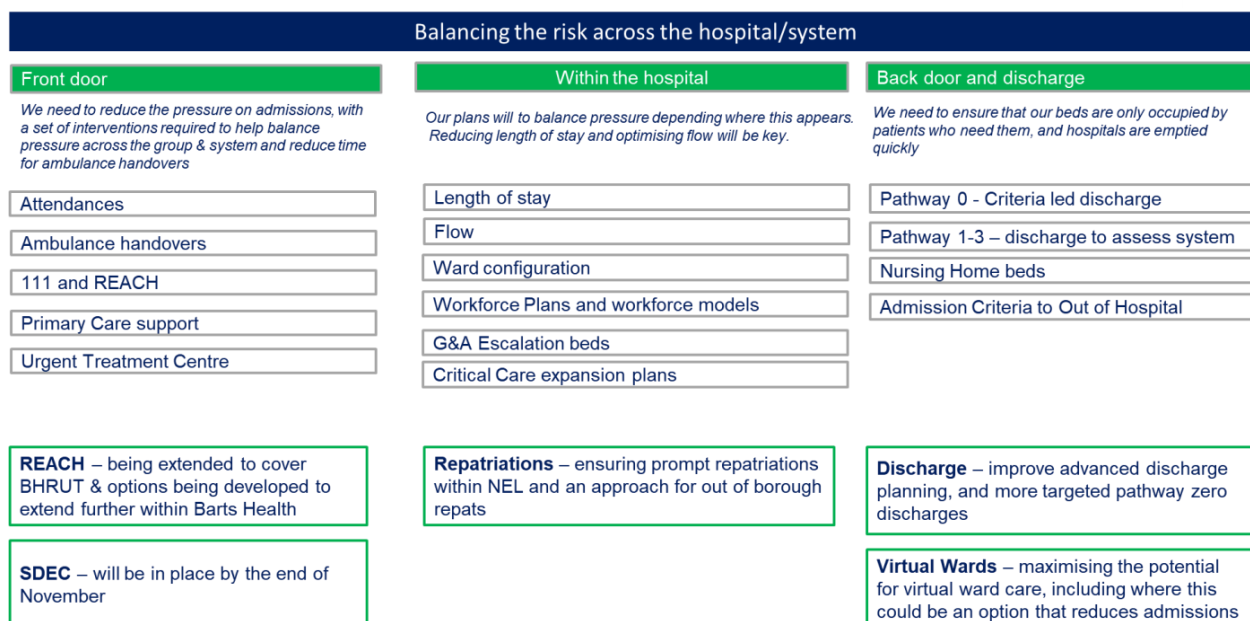 Balancing the risk across the hospital/system
Front door
We need to reduce the pressure on admissions, with
a set of interventions required to help balance
pressure across the group & system and reduce time
for ambulance handovers
Attendances
Ambulance handovers
111 and REACH
Primary Care support
Urgent Treatment Centre
REACH – being extended to cover
BHRUT & options being developed to
extend further within Barts Health
SDEC – will be in place by the end of
November
Within the hospital
Our plans will to balance pressure depending where this appears.
Reducing length of stay and optimising flow will be key.
Length of stay
Flow
Ward configuration
Workforce Plans and workforce models
G&A Escalation beds
Critical Care expansion plans
Repatriations – ensuring prompt repatriations
within NEL and an approach for out of borough
repats
Back door and discharge
We need to ensure that our beds are only occupied by
patients who need them, and hospitals are emptied
quickly
Pathway 0 - Criteria led discharge
Pathway 1-3 – discharge to assess system
Nursing Home beds
Admission Criteria to Out of Hospital
Discharge – improve advanced discharge
planning, and more targeted pathway zero
discharges
Virtual Wards – maximising the potential
for virtual ward care, including where this
could be an option that reduces admissions